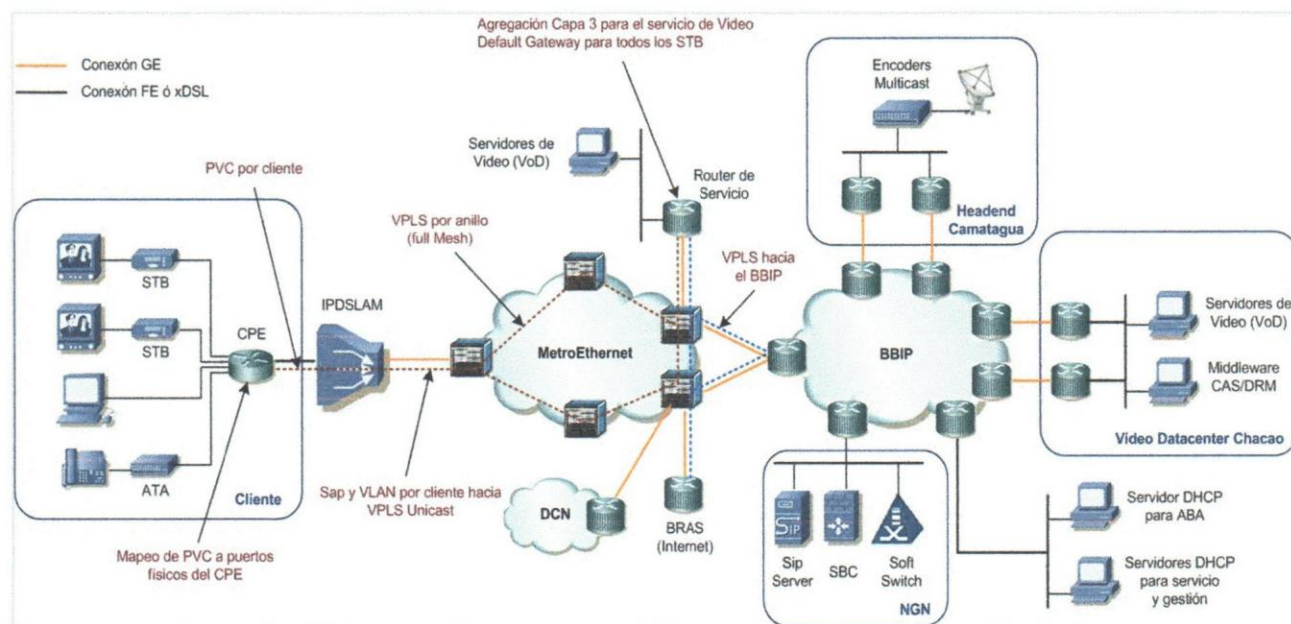 Agregación Capa 3 para el servicio de Video
Default Gateway para todos los STB
Conexión GE
Conexión FE ó xDSL
Encoders
Multicast
Servidores de
Video (VoD)
PVC por cliente
Router de
Servicio
Headend
Camatagua
VPLS por anillo
(full Mesh)
VPLS hacia
el BBIP
STB
STB
CPE
IPDSLAM
MetroEthernet
BBIP
Servidores de
Video (VoD)
Middleware
CAS/DRM
Video Datacenter Chacao
ATA
Cliente
Sap y VLAN por cliente hacia
VPLS Unicast
DCN
BRAS
(Internet)
Mapeo de PVC a puertos
físicos del CPE
SIP
Sip
Server
SBC
Soft
Switch
NGN
Servidor DHCP
para ABA
Servidores DHCP
para servicio
y gestión